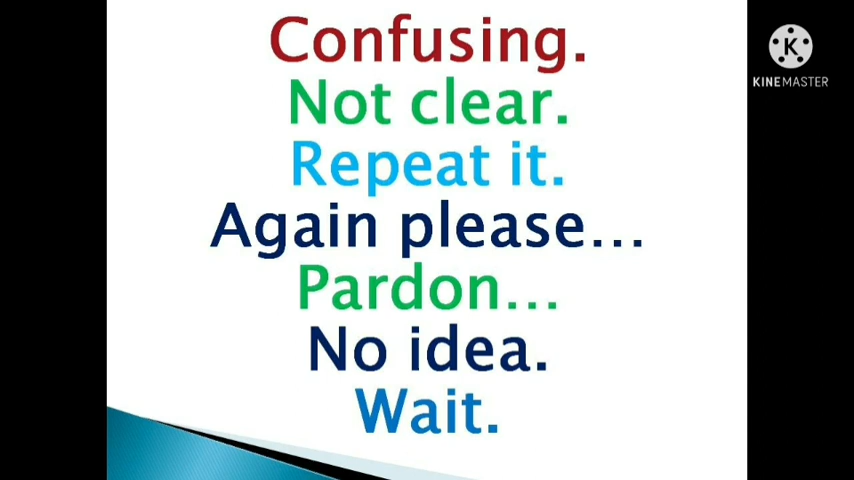 Confusing.
Not clear.
Repeat it.
Again please...
Pardon...
No idea.
Wait.
K
KINEMASTER